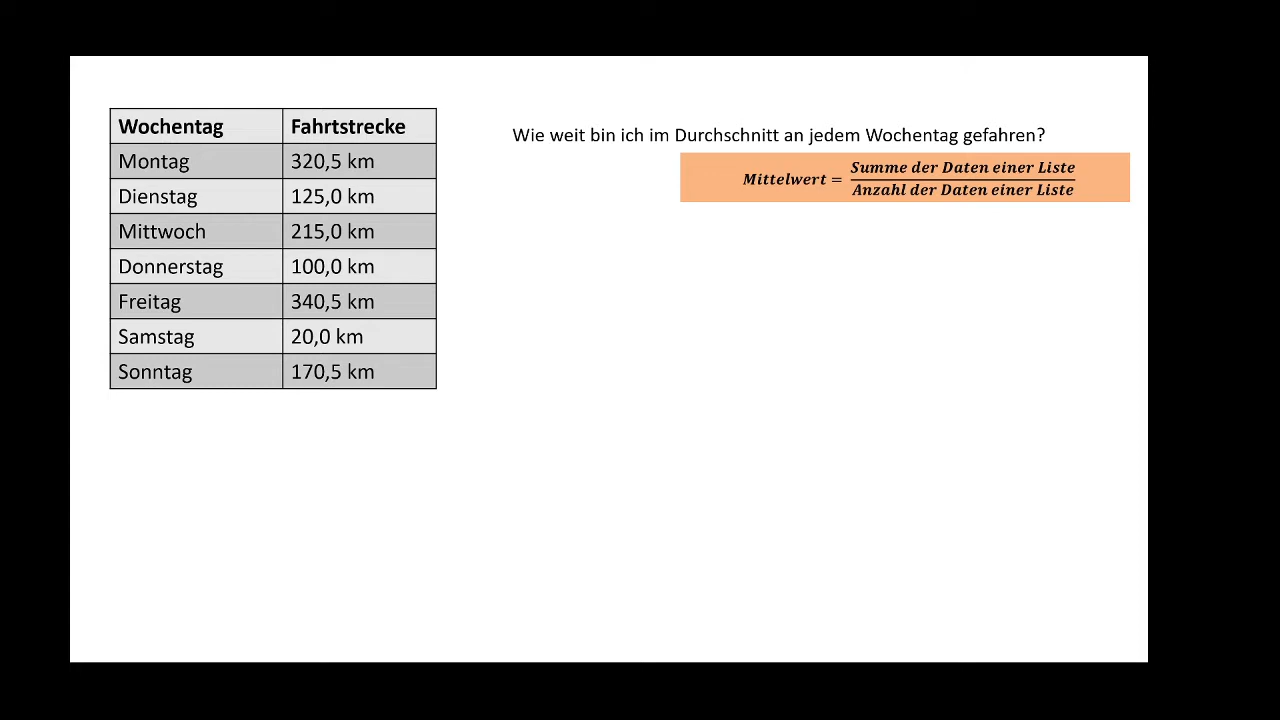 Wochentag Fahrtstrecke
Montag 320,5 km
Dienstag 125,0 km
Mittwoch 215,0 km
Donnerstag 100,0 km
Freitag 340,5 km
Samstag 20,0 km
Sonntag 170,5 km
Wie weit bin ich im Durchschnitt an jedem Wochentag gefahren?
Mittelwert = Summe der Daten einer Liste
Anzahl der Daten einer Liste